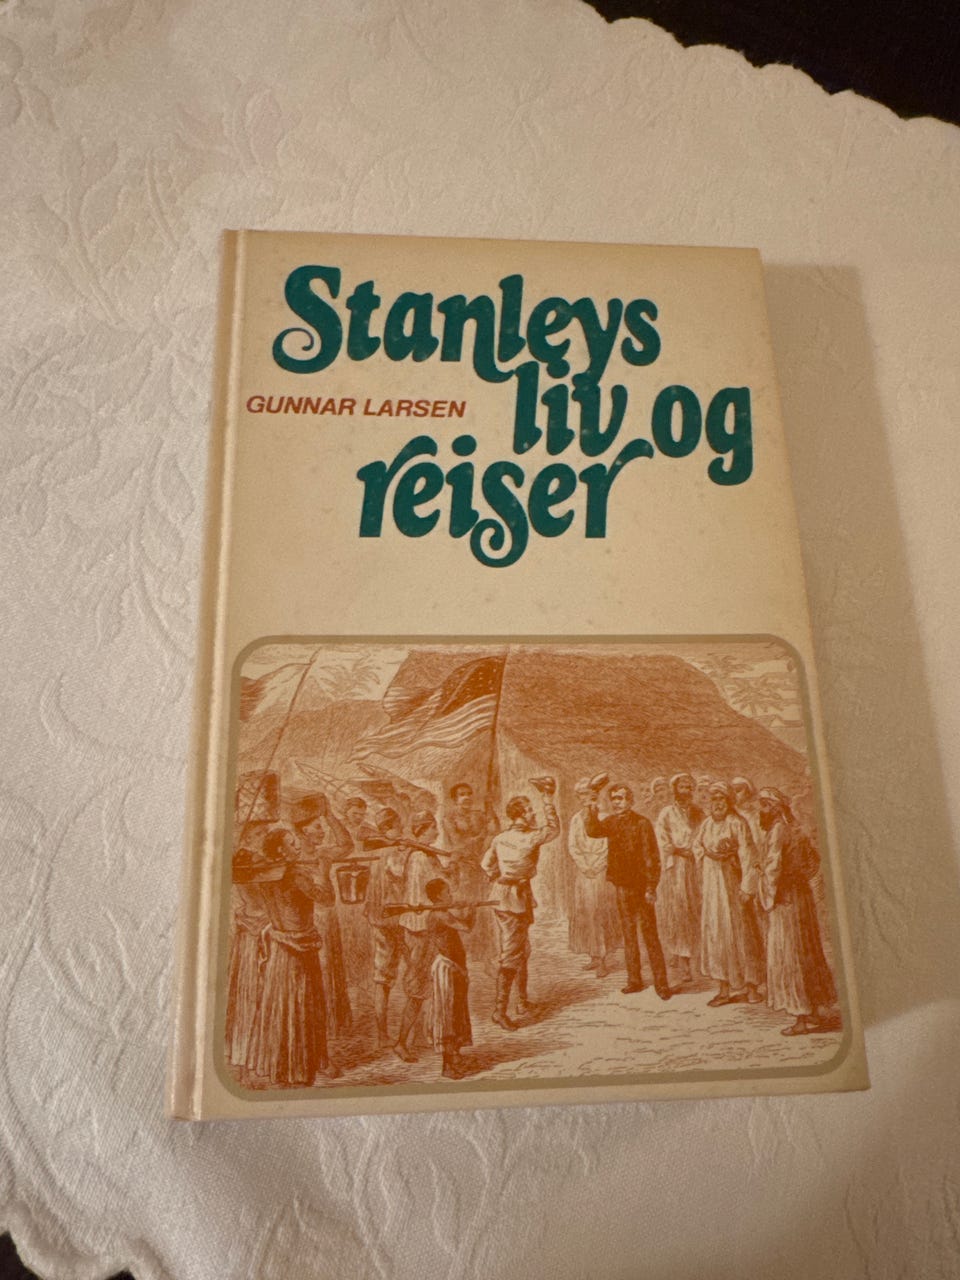 Stanleys
liv og
GUNNAR LARSEN
reiser